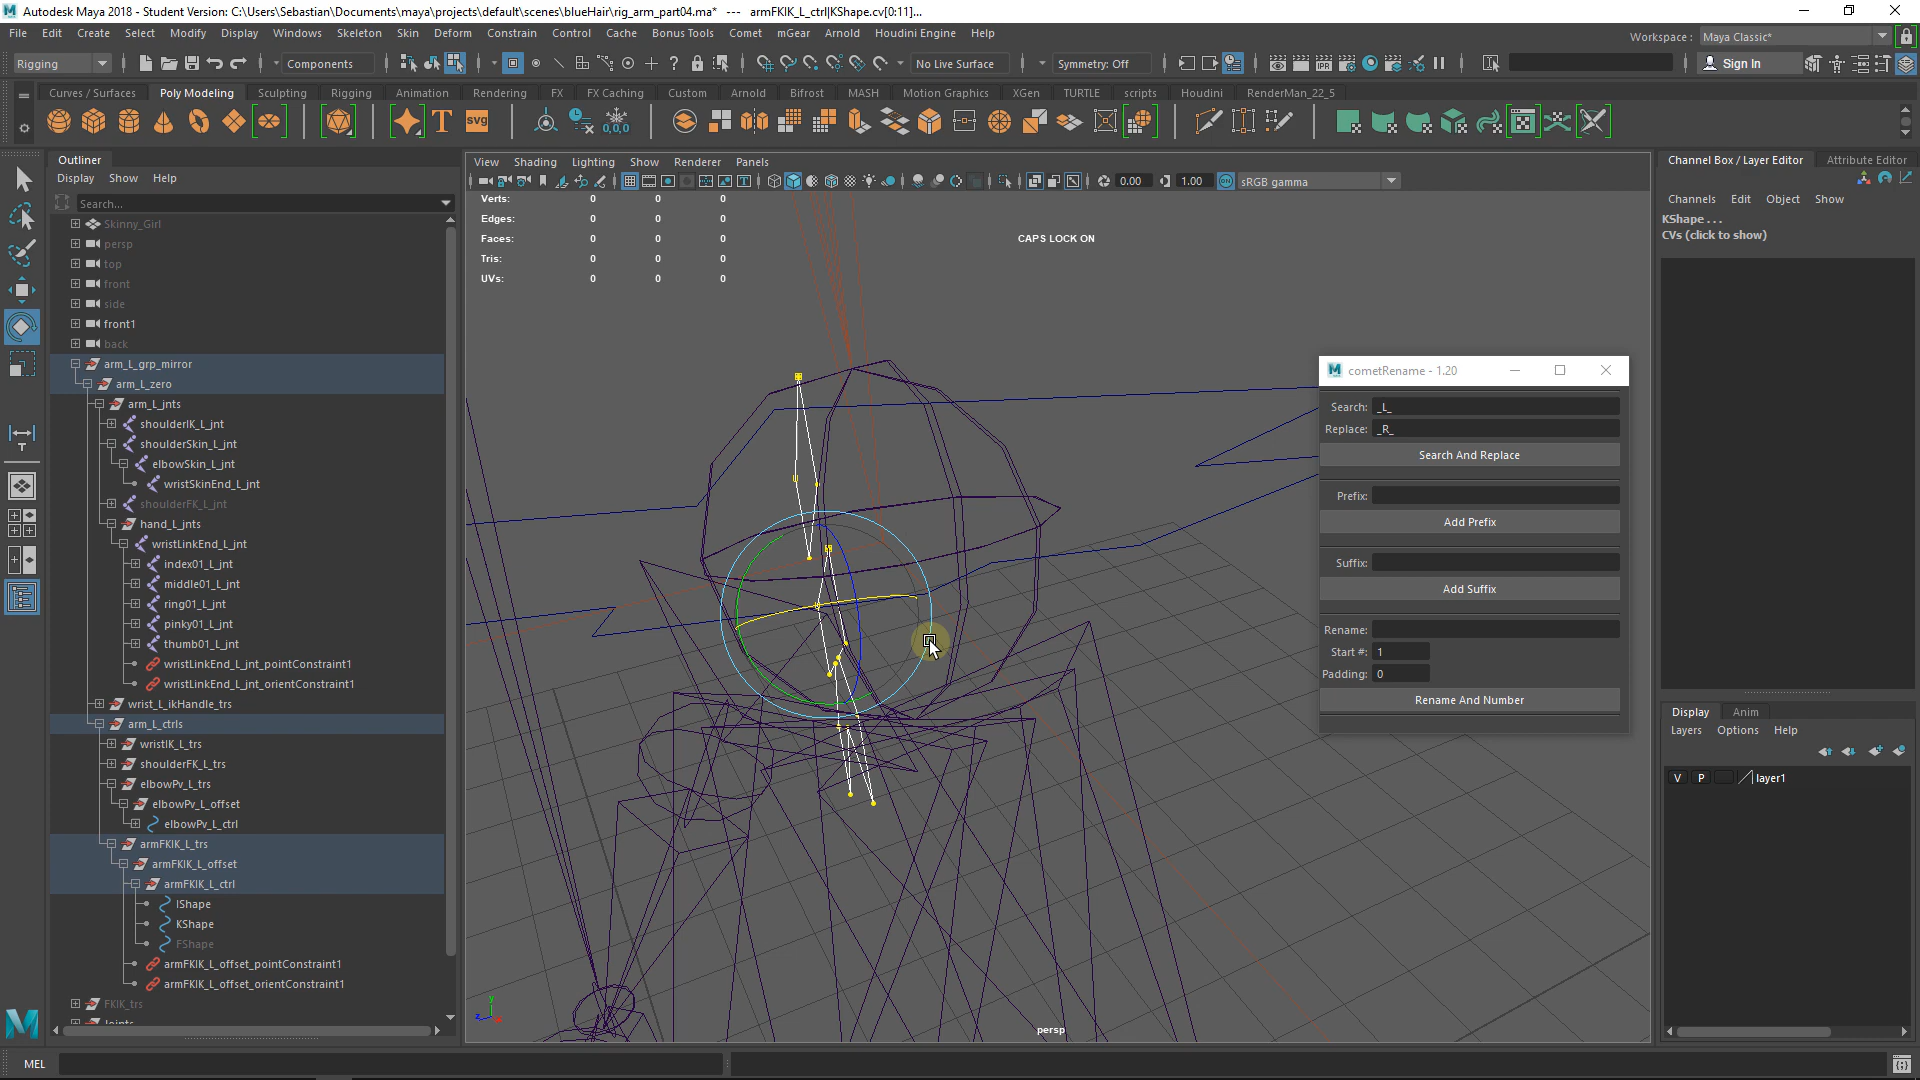 Autodesk Maya 2018 - Student Version: C:\Users\Sebastian\Documents\maya\projects\default\scenes\blueHair\rig_arm_part04.ma* --- armFKIK_L_ctrl|KShape.cv[0:11]...
File Edit Create Select Modify Display Windows Skeleton Skin Deform Constrain Control Cache Bonus Tools Comet mGear Arnold Houdini Engine Help
Workspace : Maya Classic*
Rigging Components No Live Surface Symmetry: Off Sign In
Curves / Surfaces Poly Modeling Sculpting Rigging Animation Rendering FX FX Caching Custom Arnold Bifrost MASH Motion Graphics XGen TURTLE scripts Houdini RenderMan_22_5
T svg 0,0,0
Outliner
Display Show Help
Search...
Skinny_Girl
persp
top
front
side
front1
back
arm_L_grp_mirror
arm_L_zero
arm_L_jnts
shoulderIK_L_jnt
shoulderSkin_L_jnt
elbowSkin_L_jnt
wristSkinEnd_L_jnt
shoulderFK_L_jnt
hand_L_jnts
wristLinkEnd_L_jnt
index01_L_jnt
middle01_L_jnt
ring01_L_jnt
pinky01_L_jnt
thumb01_L_jnt
wristLinkEnd_L_jnt_pointConstraint1
wristLinkEnd_L_jnt_orientConstraint1
wrist_L_ikHandle_trs
arm_L_ctrls
wristIK_L_trs
shoulderFK_L_trs
elbowPv_L_trs
elbowPv_L_offset
elbowPv_L_ctrl
armFKIK_L_trs
armFKIK_L_offset
armFKIK_L_ctrl
IShape
KShape
FShape
armFKIK_L_offset_pointConstraint1
armFKIK_L_offset_orientConstraint1
FKIK_trs
View Shading Lighting Show Renderer Panels
0.00 1.00 ON sRGB gamma
Verts: 0 0 0
Edges: 0 0 0
Faces: 0 0 0
Tris: 0 0 0
UVs: 0 0 0
CAPS LOCK ON
y
z
persp
cometRename - 1.20
Search: _L_
Replace: _R_
Search And Replace
Prefix:
Add Prefix
Suffix:
Add Suffix
Rename:
Start #: 1
Padding: 0
Rename And Number
Channel Box / Layer Editor Attribute Editor
Channels Edit Object Show
KShape . . .
CVs (click to show)
Display Anim
Layers Options Help
V P layer1
MEL